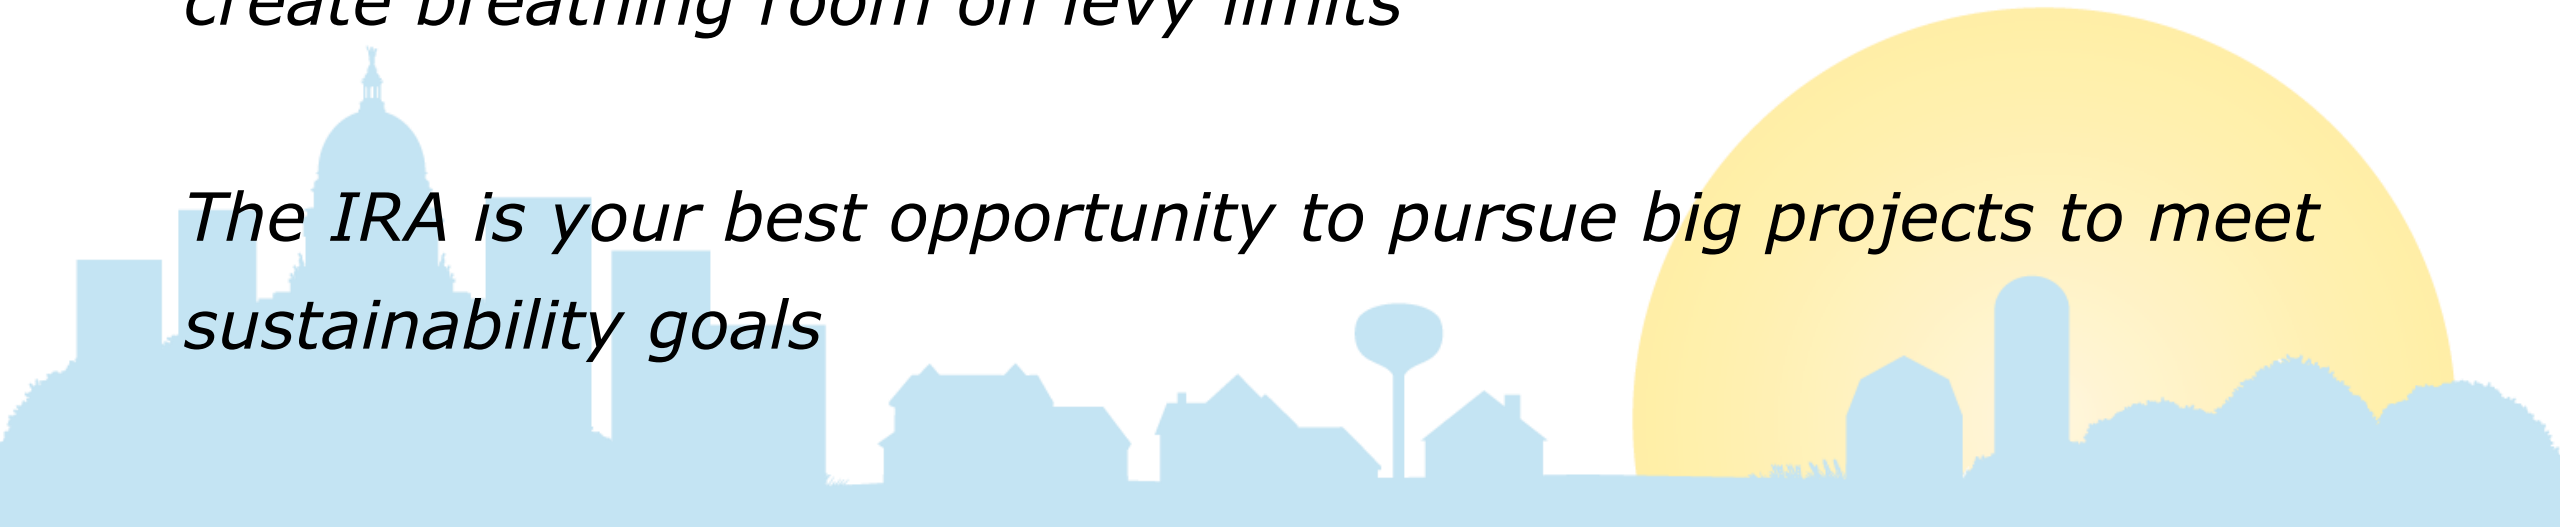 create breathing room on levy limits
The IRA is your best opportunity to pursue big projects to meet
sustainability goals